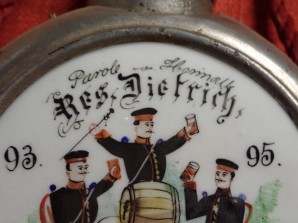 Parole Heimath
Res. Dietrich.
93. 95.